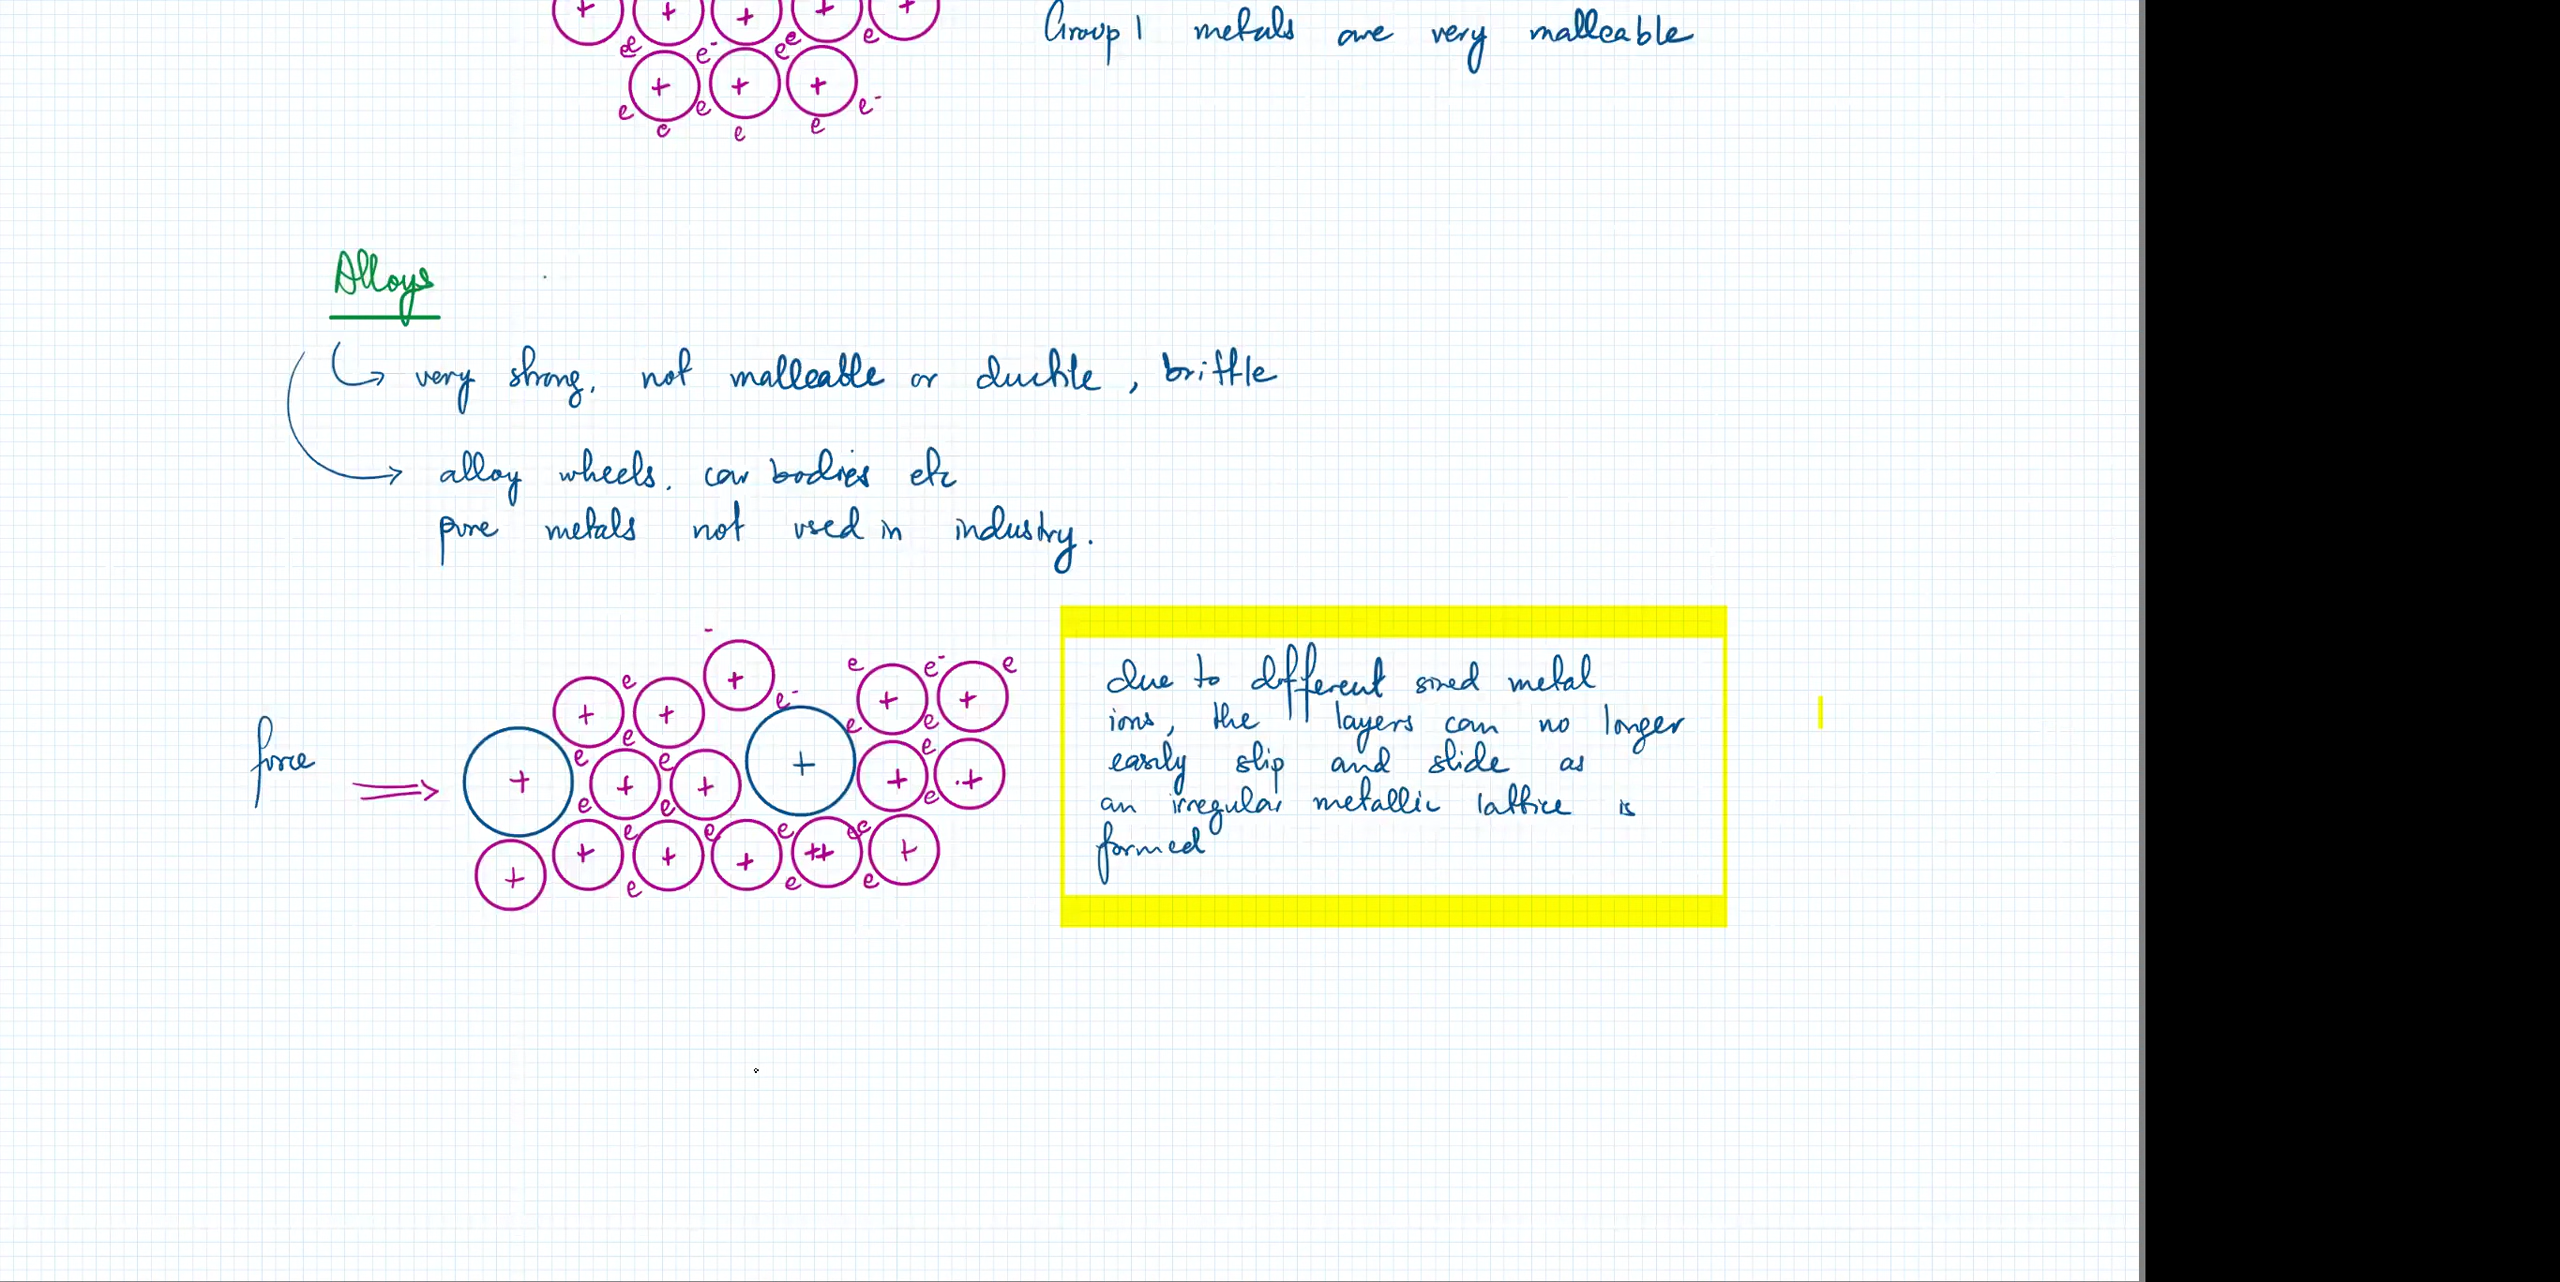 Group 1 metals are very malleable
+ + + + +
e e e⁻ e e e
+ + +
e e e e⁻
e e
Alloys
very strong, not malleable or ductile, brittle
alloy wheels, car bodies etc
pure metals not used in industry.
force
-
+
e e e⁻ e
+ + e⁻ + +
e e e
+ + + + + +
e e e e
e e e e e
+ + + + ++ +
e e e
due to different sized metal
ions, the layers can no longer
easily slip and slide as
an irregular metallic lattice is
formed